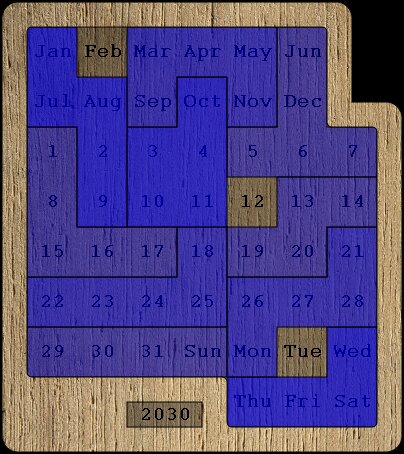 Jan Feb Mar Apr May Jun
Jul Aug Sep Oct Nov Dec
1 2 3 4 5 6 7
8 9 10 11 12 13 14
15 16 17 18 19 20 21
22 23 24 25 26 27 28
29 30 31 Sun Mon Tue Wed
Thu Fri Sat
2030